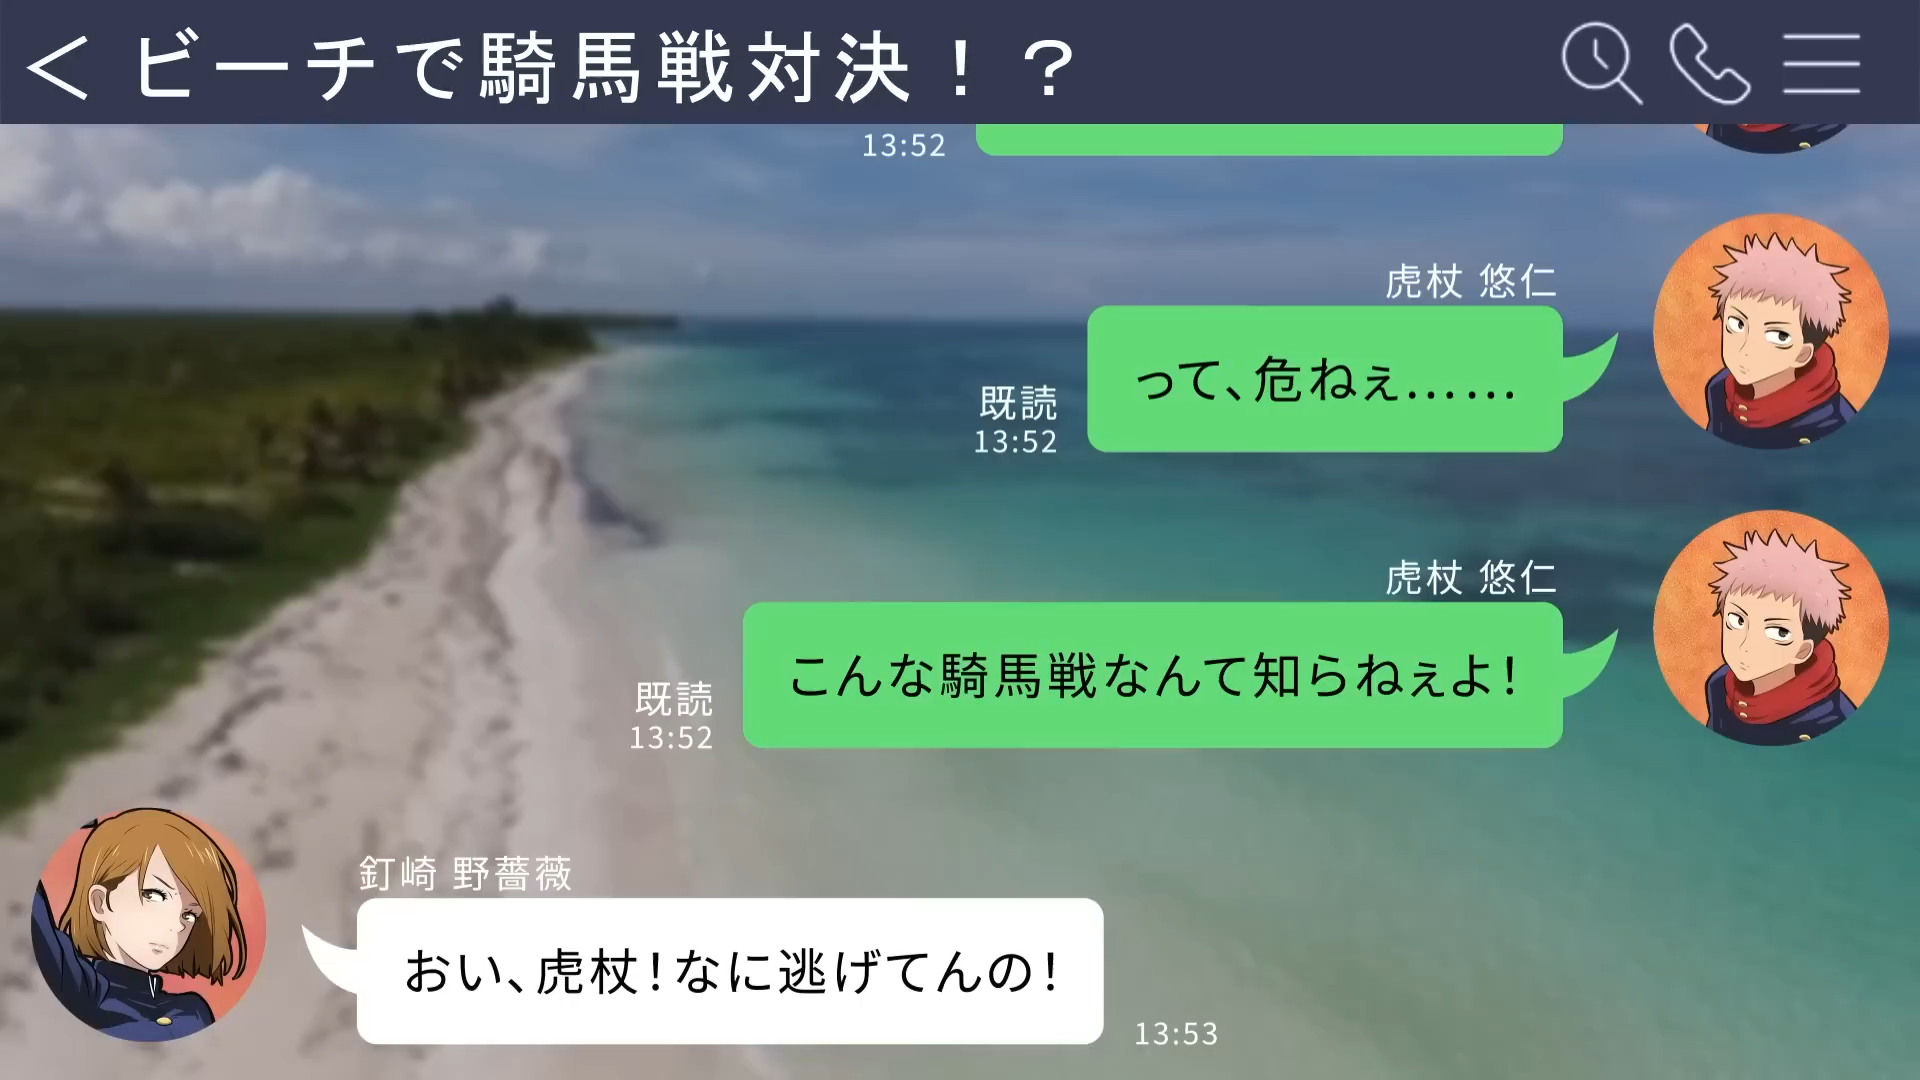 ＜ ビーチで騎馬戦対決！？
13:52
虎杖 悠仁
って、危ねぇ……
既読
13:52
虎杖 悠仁
こんな騎馬戦なんて知らねぇよ！
既読
13:52
釘崎 野薔薇
おい、虎杖！なに逃げてんの！
13:53